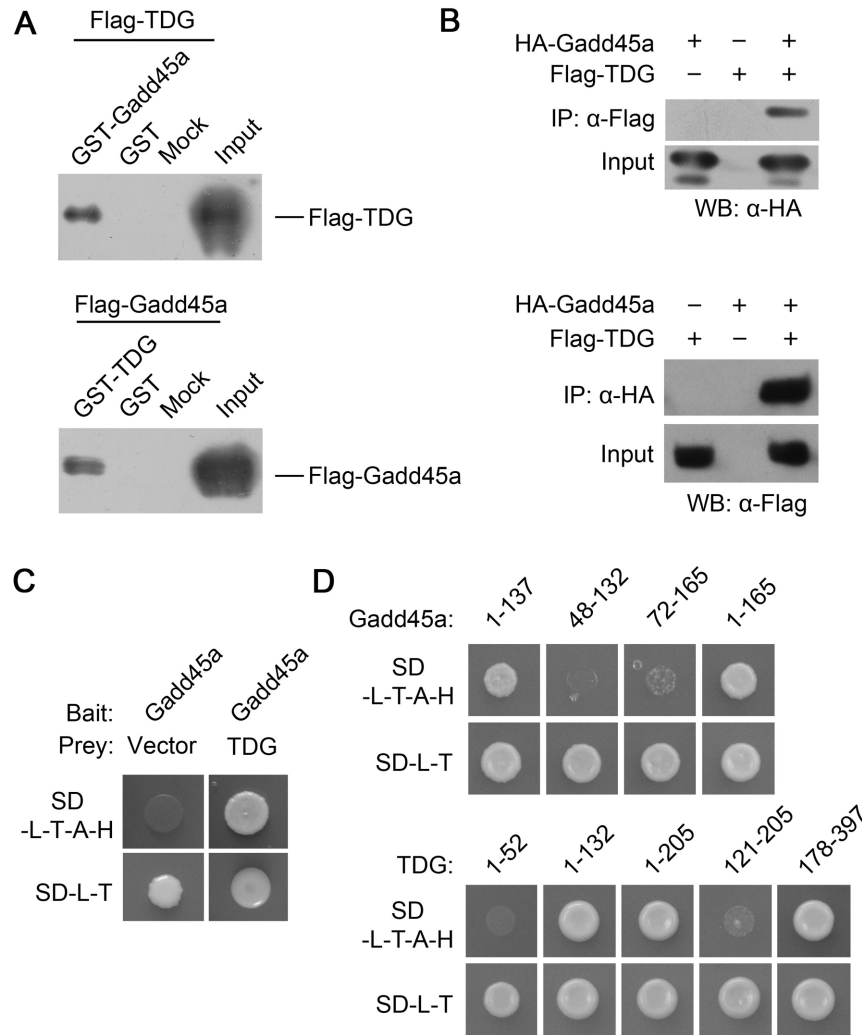 A
Flag-TDG
GST-Gadd45a
GST
Mock
Input
Flag-TDG
Flag-Gadd45a
GST-TDG
GST
Mock
Input
Flag-Gadd45a
B
HA-Gadd45a + − +
Flag-TDG − + +
IP: α-Flag
Input
WB: α-HA
HA-Gadd45a − + +
Flag-TDG + − +
IP: α-HA
Input
WB: α-Flag
C
Bait: Gadd45a Gadd45a
Prey: Vector TDG
SD
-L-T-A-H
SD-L-T
D
Gadd45a: 1-137 48-132 72-165 1-165
SD
-L-T-A-H
SD-L-T
TDG: 1-52 1-132 1-205 121-205 178-397
SD
-L-T-A-H
SD-L-T